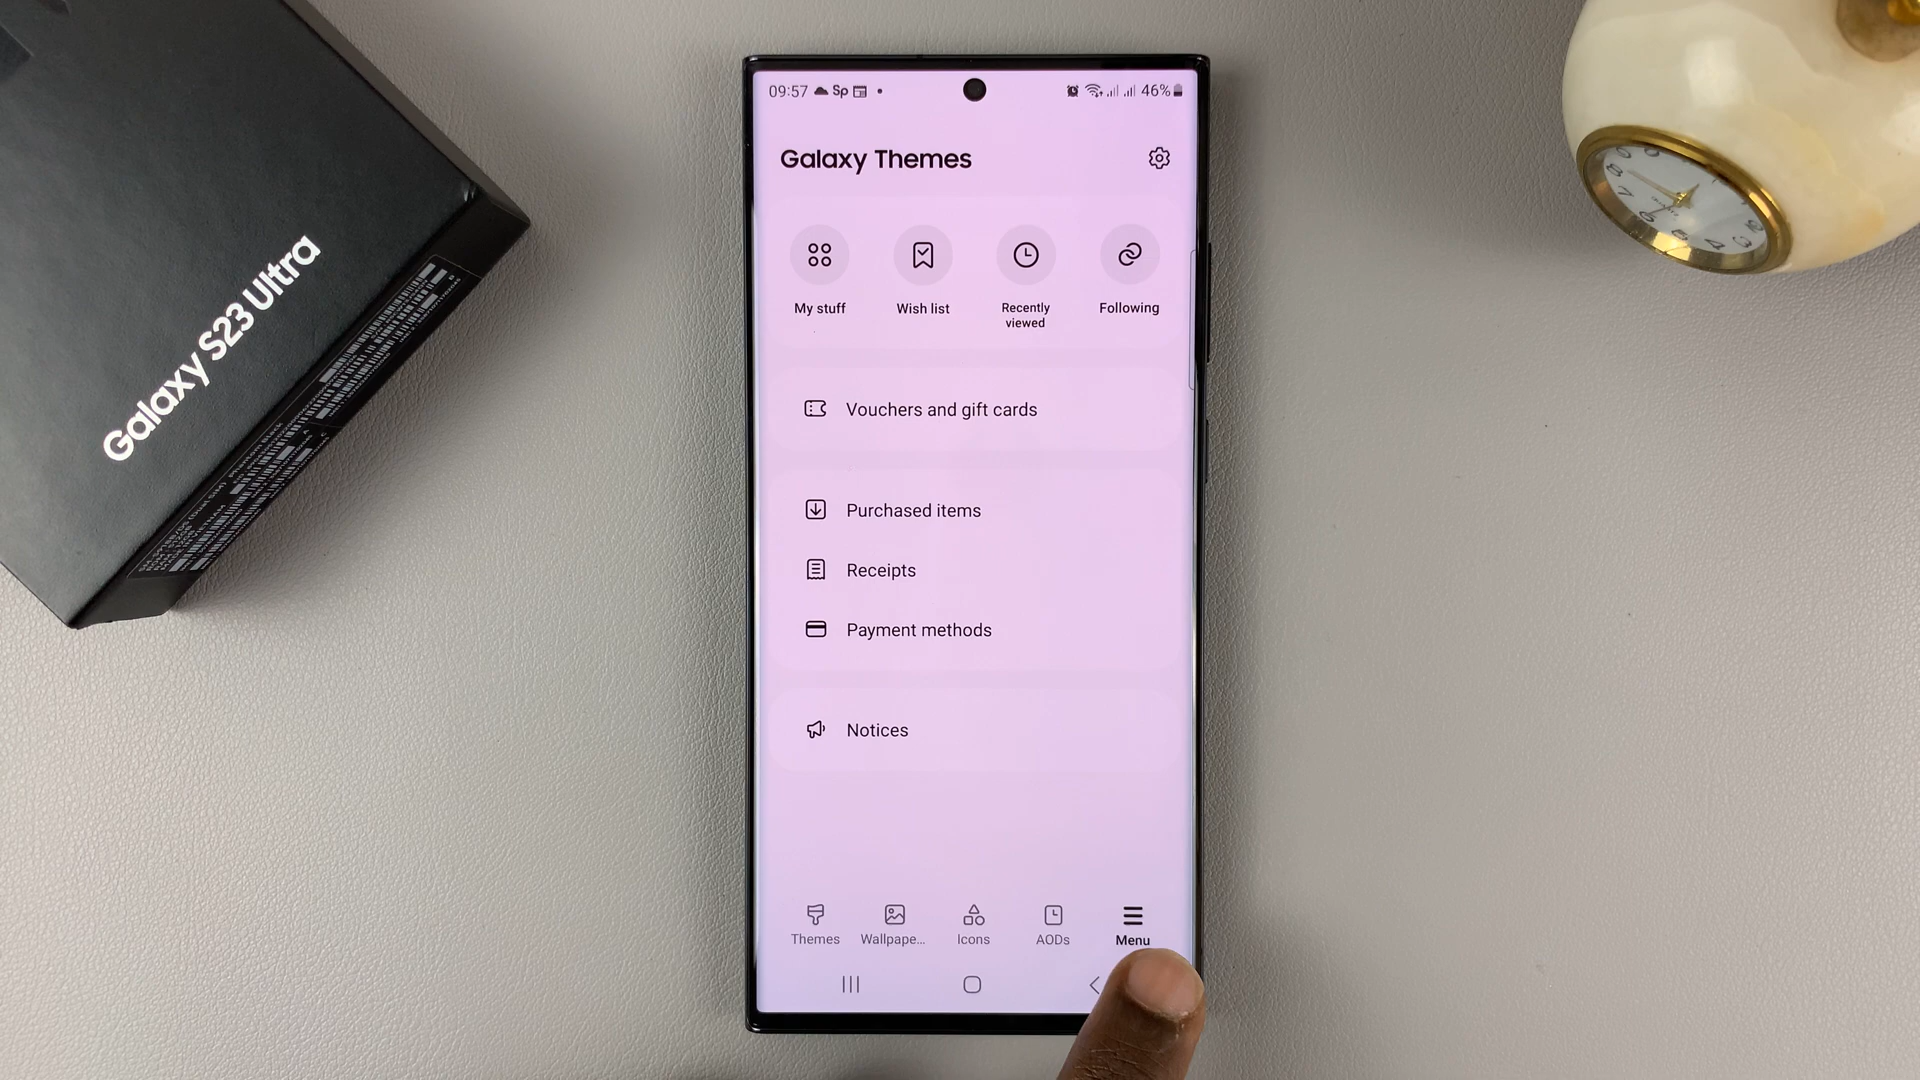 Galaxy S23 Ultra
09:57 Sp
46%
Galaxy Themes
My stuff
Wish list
Recently
viewed
Following
Vouchers and gift cards
Purchased items
Receipts
Payment methods
Notices
Themes
Wallpape...
Icons
AODs
Menu